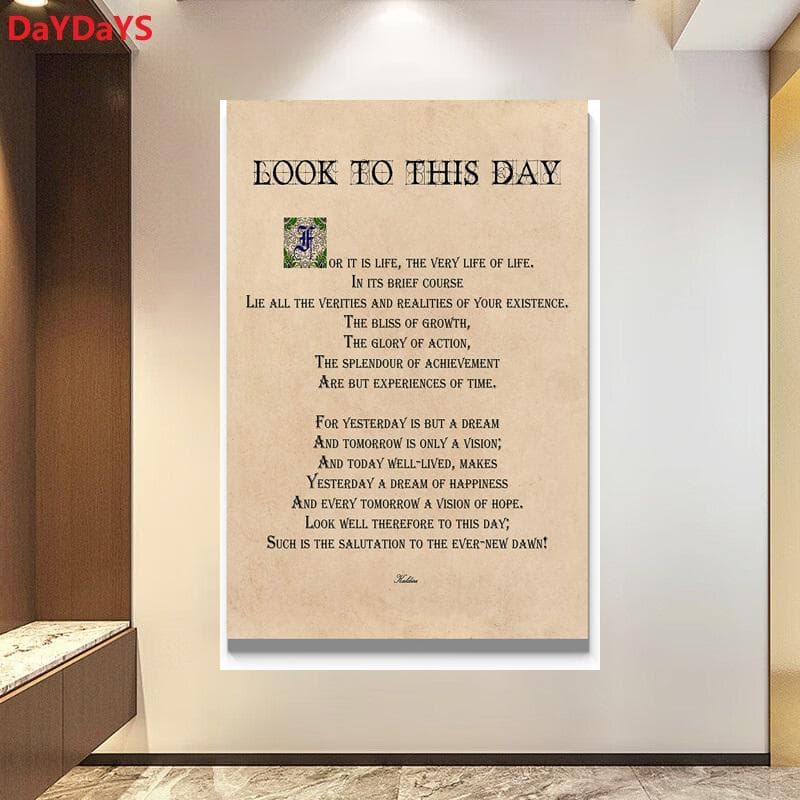 DaYDaYS
LOOK TO THIS DAY
FOR IT IS LIFE, THE VERY LIFE OF LIFE.
IN ITS BRIEF COURSE
LIE ALL THE VERITIES AND REALITIES OF YOUR EXISTENCE.
THE BLISS OF GROWTH,
THE GLORY OF ACTION,
THE SPLENDOUR OF ACHIEVEMENT
ARE BUT EXPERIENCES OF TIME.
FOR YESTERDAY IS BUT A DREAM
AND TOMORROW IS ONLY A VISION;
AND TODAY WELL-LIVED, MAKES
YESTERDAY A DREAM OF HAPPINESS
AND EVERY TOMORROW A VISION OF HOPE.
LOOK WELL THEREFORE TO THIS DAY;
SUCH IS THE SALUTATION TO THE EVER-NEW DAWN!
Kalidasa